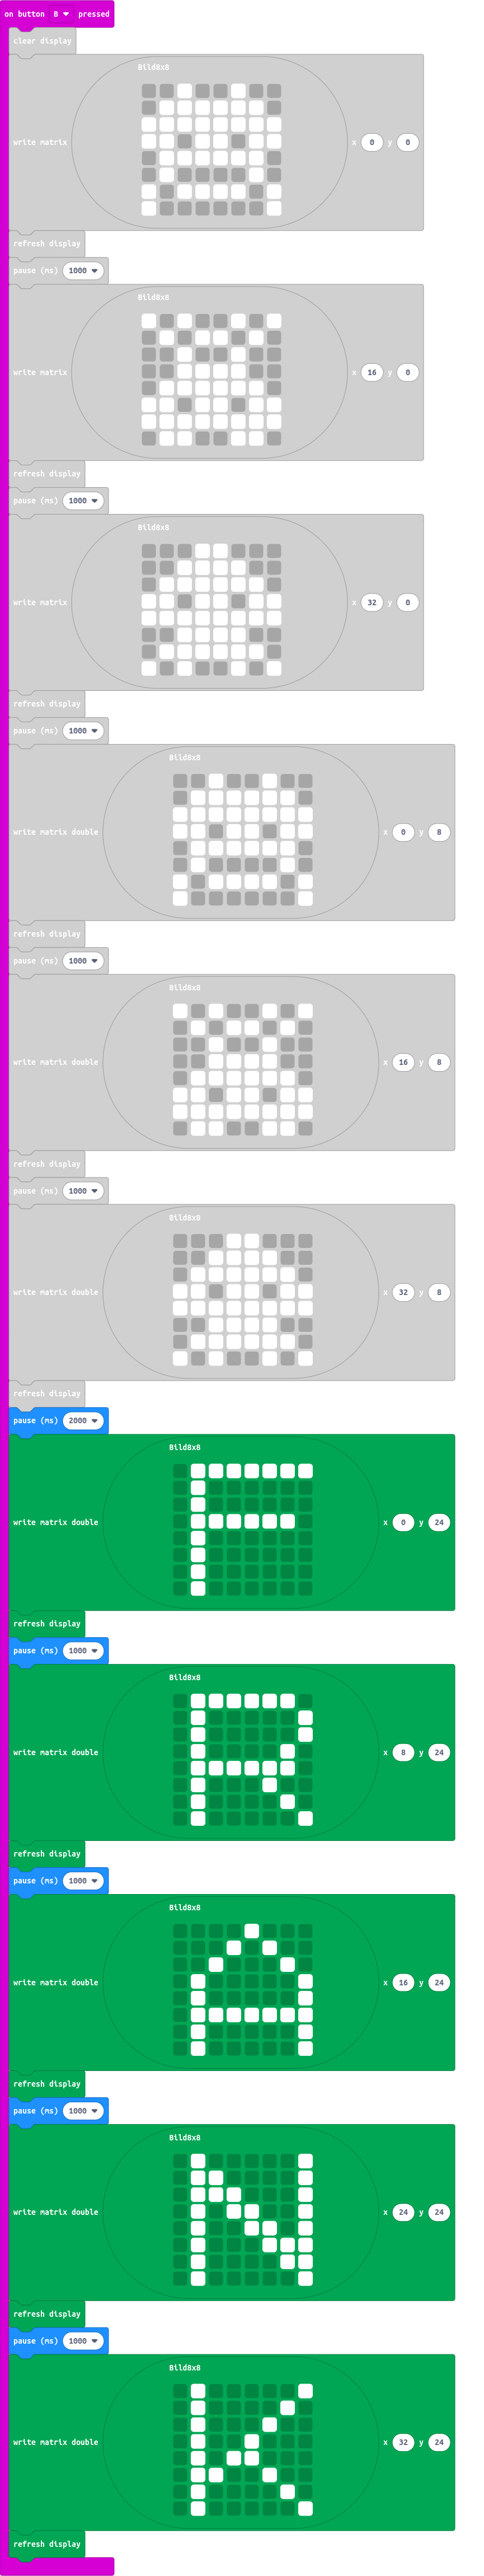 on button B pressed
clear display
Bild8x8
write matrix x 0 y 0
refresh display
pause (ms) 1000
Bild8x8
write matrix x 16 y 0
refresh display
pause (ms) 1000
Bild8x8
write matrix x 32 y 0
refresh display
pause (ms) 1000
Bild8x8
write matrix double x 0 y 8
refresh display
pause (ms) 1000
Bild8x8
write matrix double x 16 y 8
refresh display
pause (ms) 1000
Bild8x8
write matrix double x 32 y 8
refresh display
pause (ms) 2000
Bild8x8
write matrix double x 0 y 24
refresh display
pause (ms) 1000
Bild8x8
write matrix double x 8 y 24
refresh display
pause (ms) 1000
Bild8x8
write matrix double x 16 y 24
refresh display
pause (ms) 1000
Bild8x8
write matrix double x 24 y 24
refresh display
pause (ms) 1000
Bild8x8
write matrix double x 32 y 24
refresh display